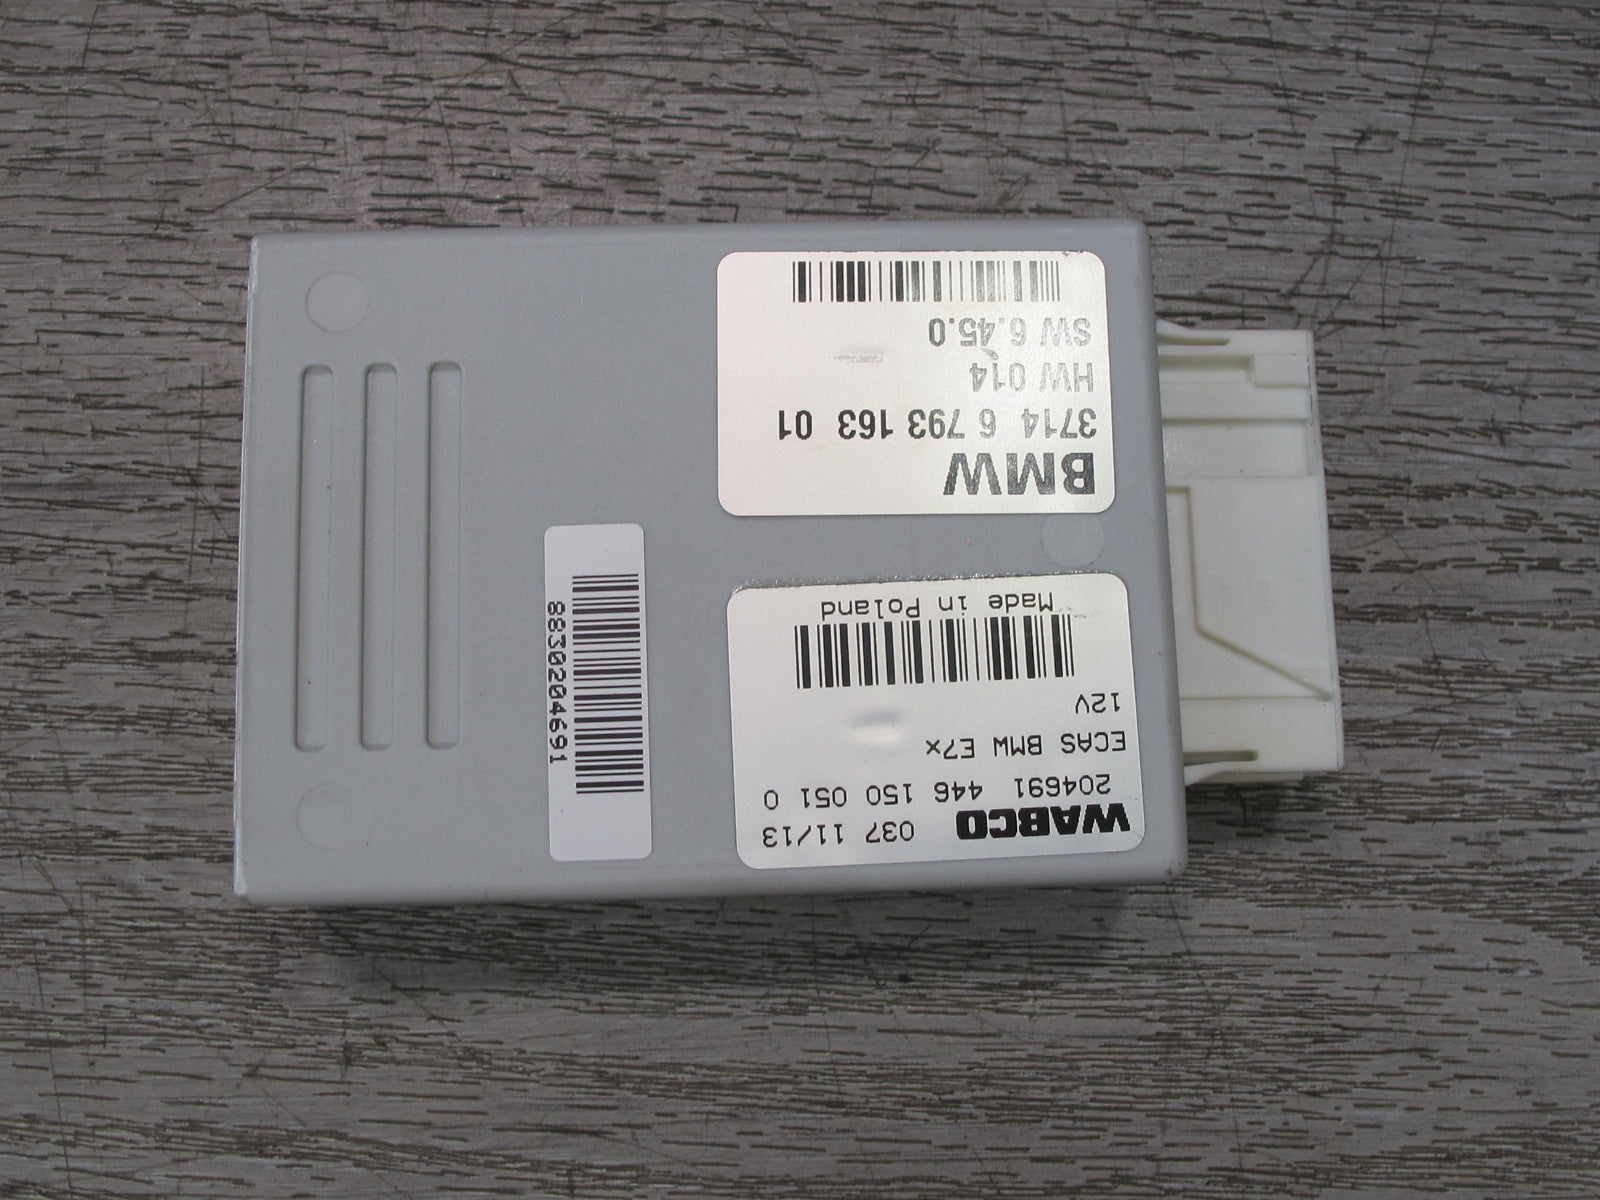 WABCO 037 11/13
204691 446 150 051 0
ECAS BMW E7x
12V
Made in Poland
BMW
3714 6 793 163 01
HW 014
SW 6.45.0
88302204691